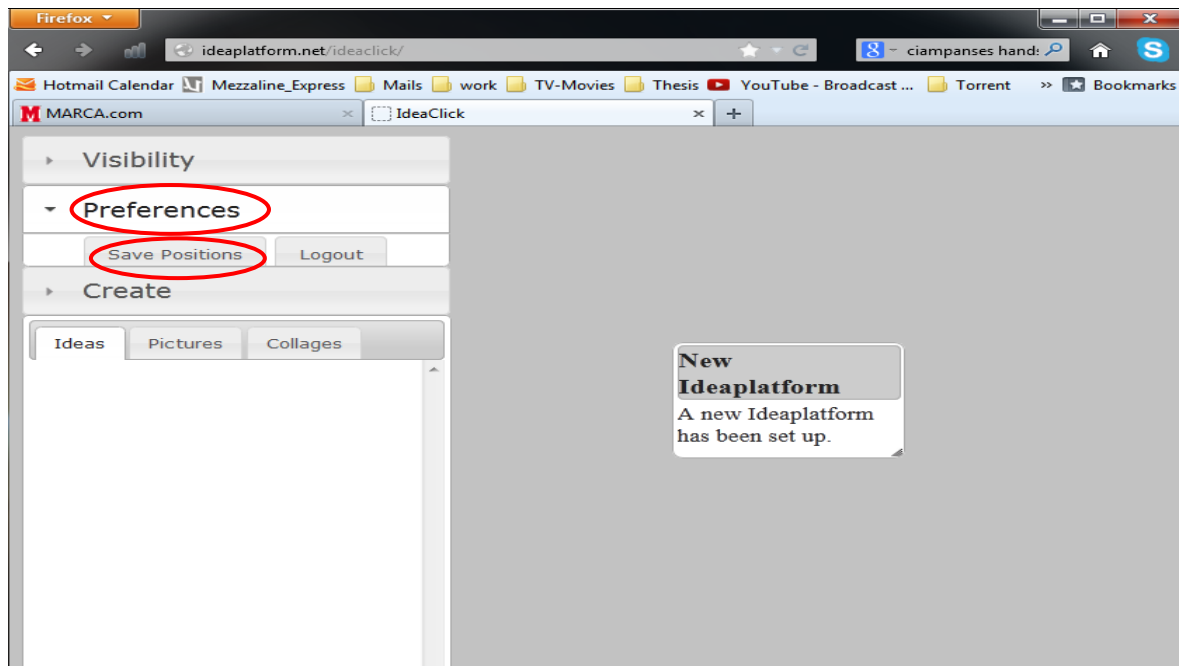 Firefox
ideaplatform.net/ideaclick/
8 ciampanses hand:
S
Hotmail Calendar Mezzaline_Express Mails work TV-Movies Thesis YouTube - Broadcast ... Torrent » Bookmarks
M MARCA.com × IdeaClick × +
Visibility
Preferences
Save Positions Logout
Create
Ideas Pictures Collages
New
Ideaplatform
A new Ideaplatform
has been set up.